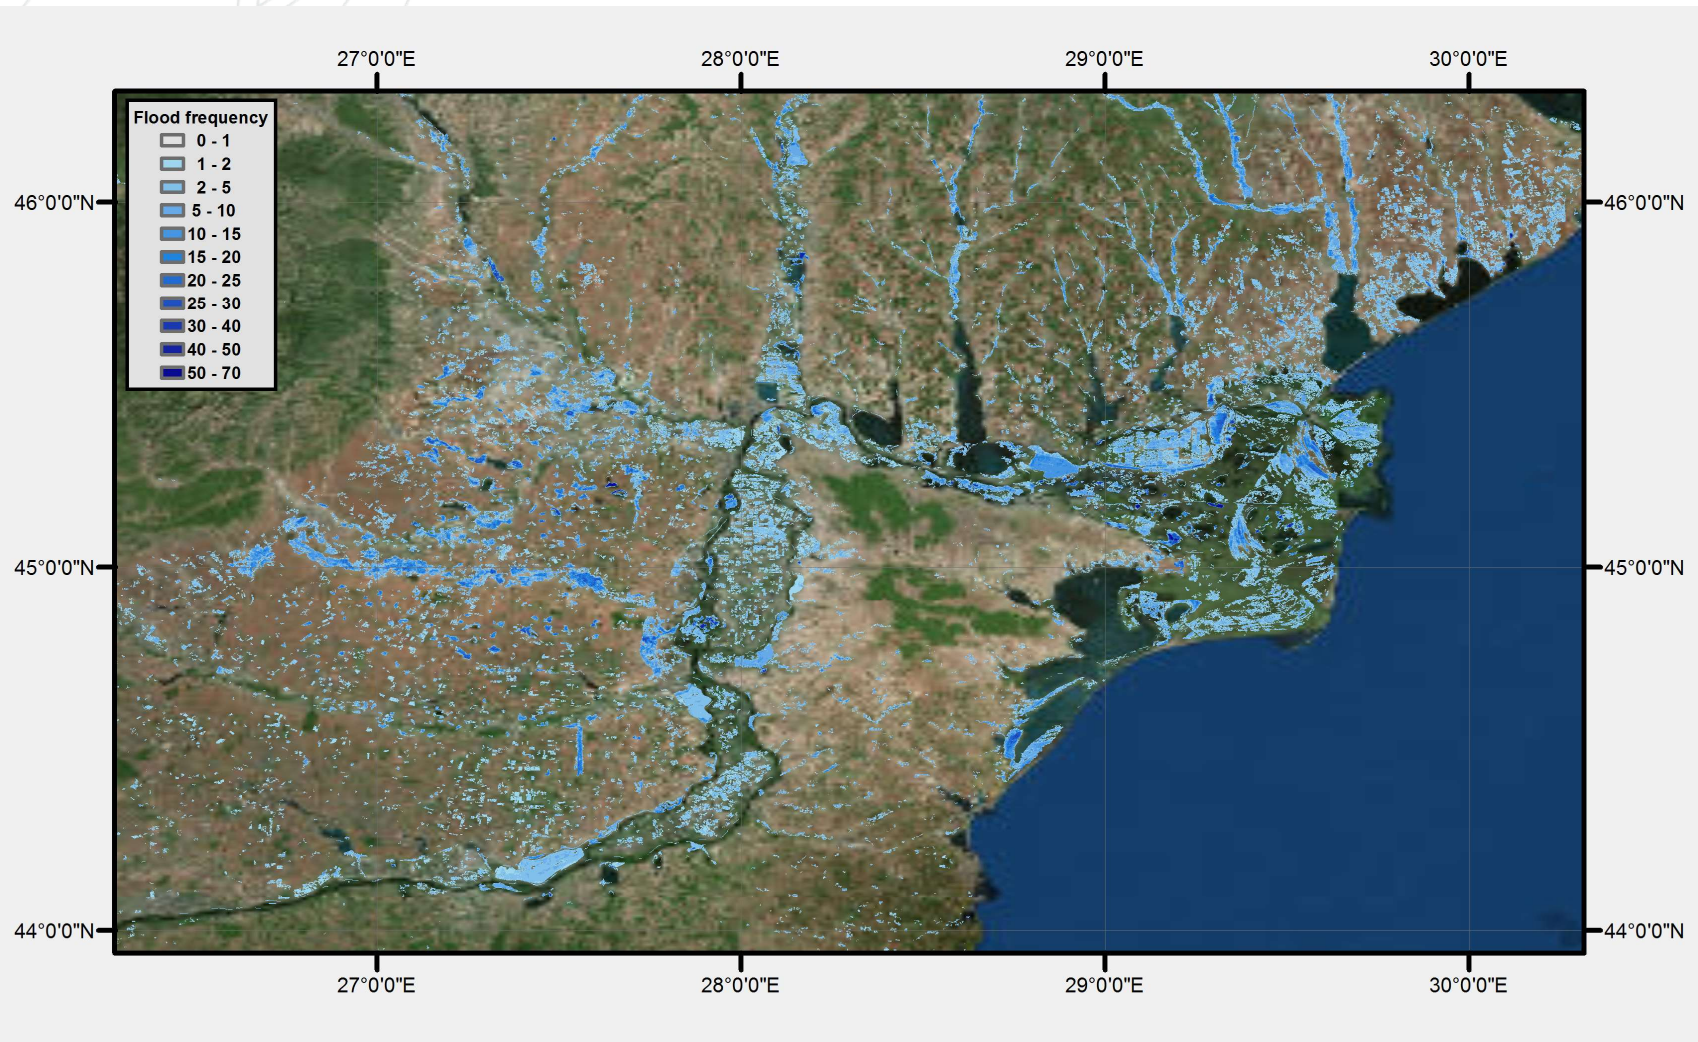 27°0'0"E 28°0'0"E 29°0'0"E 30°0'0"E
Flood frequency
0 - 1
1 - 2
2 - 5
5 - 10
10 - 15
15 - 20
20 - 25
25 - 30
30 - 40
40 - 50
50 - 70
46°0'0"N 46°0'0"N
45°0'0"N 45°0'0"N
44°0'0"N 44°0'0"N
27°0'0"E 28°0'0"E 29°0'0"E 30°0'0"E